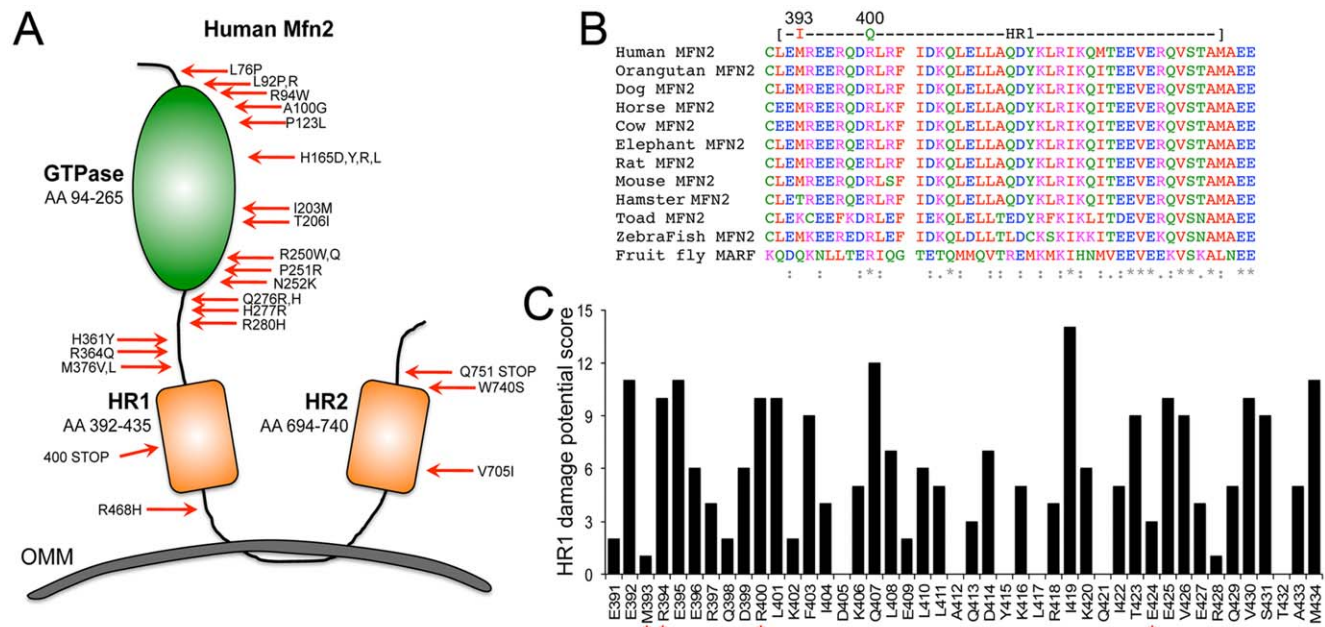 A
Human Mfn2
L76P
L92P,R
R94W
A100G
P123L
GTPase
AA 94-265
H165D,Y,R,L
I203M
T206I
R250W,Q
P251R
N252K
Q276R,H
H277R
R280H
H361Y
R364Q
M376V,L
Q751 STOP
W740S
HR1
AA 392-435
HR2
AA 694-740
400 STOP
V705I
R468H
OMM
B
393 400
[-I------Q-----------HR1---------------]
Human MFN2 CLEMREERQDRLRF IDKQLELLAQDYKLRIKQMTEEVERQVSTAMAEE
Orangutan MFN2 CLEMREERQDRLRF IDKQLELLAQDYKLRIKQITEEVERQVSTAMAEE
Dog MFN2 CLEMREERQDRLRF IDKQLELLAQDYKLRIKQITEEVERQVSTAMAEE
Horse MFN2 CEEMREERQDRLKF IDKQLELLAQDYKLRIKQITEEVERQVSTAMAEE
Cow MFN2 CEEMREERQDRLKF IDKQLELLAQDYKLRIKQITEEVEKQVSTAMAEE
Elephant MFN2 CLEMREERQDRLRF IDKQLELLAQDYKLRIKQITEEVERQVSTAMAEE
Rat MFN2 CLEMREERQDRLRF IDKQLELLAQDYKLRIKQITEEVERQVSTAMAEE
Mouse MFN2 CLEMREERQERLSF IDKQLELLAQDYKLRIKQITEEVERQVSTAMAEE
Hamster MFN2 CLETREERQDRLRF IDKQLELLAQDYKLRIKQITEEVERQVSTAMAEE
Toad MFN2 CLEKCEEFKDRLEF IEKQLELLTEDYRFKIKLITDEVERQVSTAMAEE
ZebraFish MFN2 CLEMKEEREDRLEF IDKQLDLLTLDCKSKIKKITEEVERQVSNAMAEE
Fruit fly MARF KQDQKNLLTERIQG TETQMMQVTREMKMKIHNMVEEVEEKVSKALNEE
: : :*: :..* : : :* :.:***.:**.*: **
C
HR1 damage potential score
15
12
9
6
3
0
E391 E392 M393 R394 E395 E396 R397 Q398 D399 R400 L401 K402 F403 I404 D405 K406 Q407 L408 E409 L410 L411 A412 Q413 D414 Y415 K416 L417 R418 I419 K420 Q421 I422 T423 E424 E425 V426 E427 R428 Q429 V430 S431 T432 A433 M434
* * * *